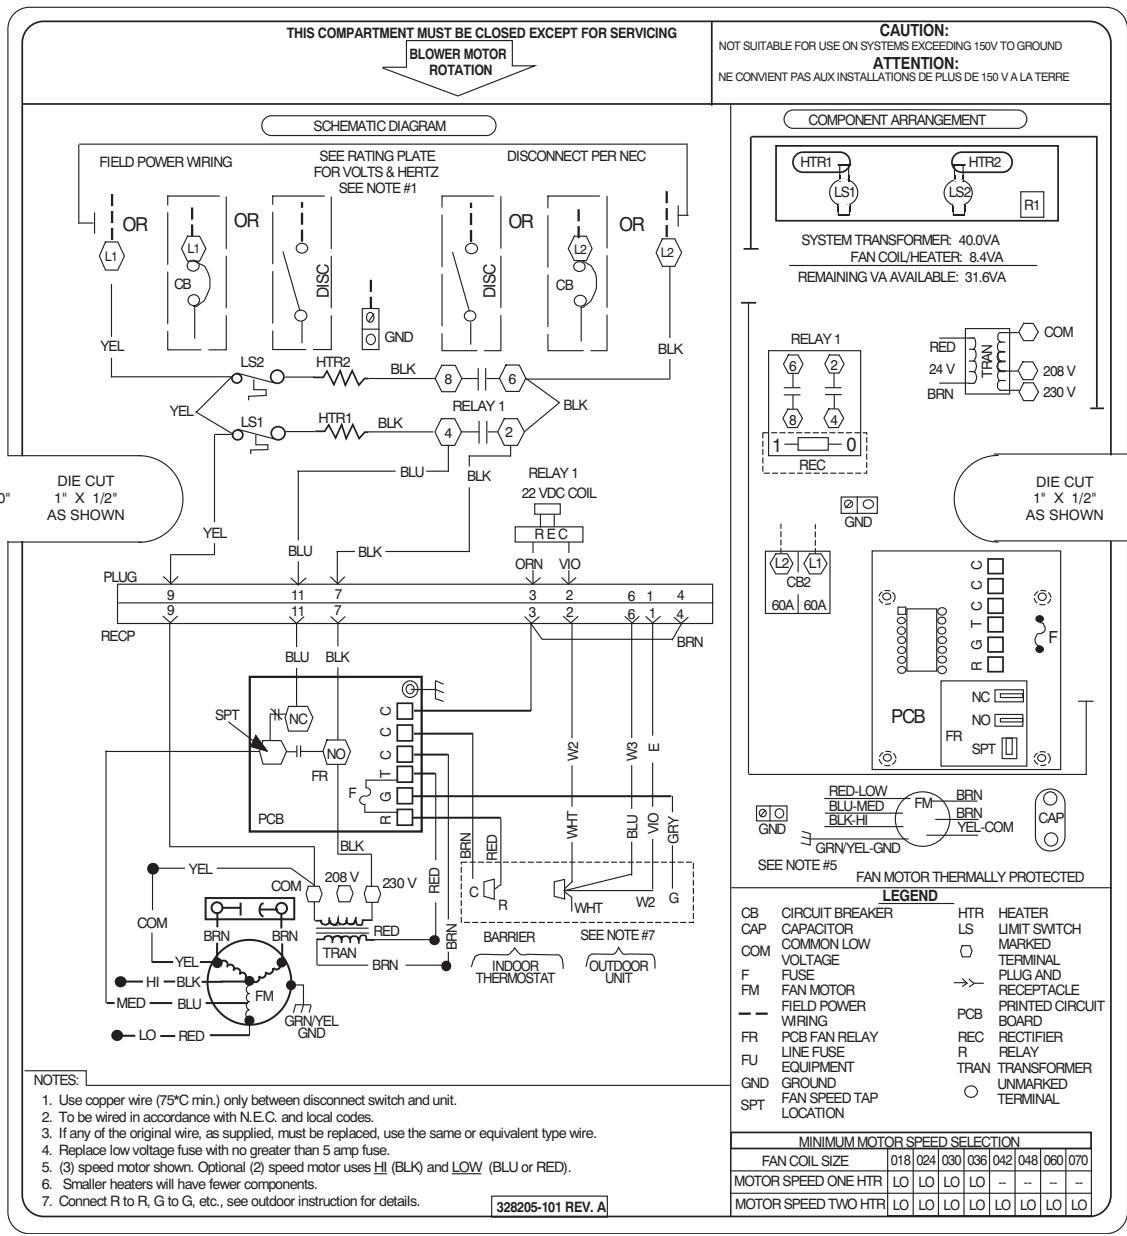 THIS COMPARTMENT MUST BE CLOSED EXCEPT FOR SERVICING
BLOWER MOTOR
ROTATION
CAUTION:
NOT SUITABLE FOR USE ON SYSTEMS EXCEEDING 150V TO GROUND
ATTENTION:
NE CONVIENT PAS AUX INSTALLATIONS DE PLUS DE 150 V A LA TERRE
SCHEMATIC DIAGRAM
FIELD POWER WIRING
SEE RATING PLATE
FOR VOLTS & HERTZ
SEE NOTE #1
DISCONNECT PER NEC
L1 OR L1 OR OR L2 OR L2
CB DISC DISC CB
GND
YEL BLK
LS2 HTR2 BLK 8 6
RELAY 1
YEL LS1 HTR1 BLK 4 2 BLK
BLU BLK
RELAY 1
22 VDC COIL
REC
YEL BLU BLK ORN VIO
0" DIE CUT
1" X 1/2"
AS SHOWN
PLUG
9 11 7 3 2 6 1 4
9 11 7 3 2 6 1 4
RECP
BRN
BLU BLK
SPT NC NO
FR
C
C
C
T
G
R
F
PCB
W2 W3 E
WHT BLU VIO GRY
BLK BRN RED RED BRN
YEL COM 208 V 230 V
COM
BRN BRN
RED
TRAN
BRN
C R WHT W2 G
BARRIER
INDOOR
THERMOSTAT
SEE NOTE #7
OUTDOOR
UNIT
YEL
HI BLK
MED BLU
LO RED
FM
GRN/YEL
GND
COMPONENT ARRANGEMENT
HTR1 HTR2
LS1 LS2
R1
SYSTEM TRANSFORMER: 40.0VA
FAN COIL/HEATER: 8.4VA
REMAINING VA AVAILABLE: 31.6VA
RELAY 1
6 2
8 4
1 0
REC
RED
24 V
BRN
TRAN
COM
208 V
230 V
GND
DIE CUT
1" X 1/2"
AS SHOWN
L2 L1
CB2
60A 60A
C
C
C
T
G
R
F
PCB
NC
NO
FR
SPT
GND
RED-LOW
BLU-MED
BLK-HI
GRN/YEL-GND
FM
BRN
BRN
YEL-COM
CAP
SEE NOTE #5
FAN MOTOR THERMALLY PROTECTED
LEGEND
CB CIRCUIT BREAKER
CAP CAPACITOR
COM COMMON LOW
VOLTAGE
F FUSE
FM FAN MOTOR
FIELD POWER
WIRING
FR PCB FAN RELAY
FU LINE FUSE
EQUIPMENT
GND GROUND
SPT FAN SPEED TAP
LOCATION
HTR HEATER
LS LIMIT SWITCH
MARKED
TERMINAL
PLUG AND
RECEPTACLE
PCB PRINTED CIRCUIT
BOARD
REC RECTIFIER
R RELAY
TRAN TRANSFORMER
UNMARKED
TERMINAL
NOTES:
1. Use copper wire (75*C min.) only between disconnect switch and unit.
2. To be wired in accordance with N.E.C. and local codes.
3. If any of the original wire, as supplied, must be replaced, use the same or equivalent type wire.
4. Replace low voltage fuse with no greater than 5 amp fuse.
5. (3) speed motor shown. Optional (2) speed motor uses HI (BLK) and LOW (BLU or RED).
6. Smaller heaters will have fewer components.
7. Connect R to R, G to G, etc., see outdoor instruction for details.
328205-101 REV. A
MINIMUM MOTOR SPEED SELECTION
FAN COIL SIZE 018 024 030 036 042 048 060 070
MOTOR SPEED ONE HTR LO LO LO LO -- -- -- --
MOTOR SPEED TWO HTR LO LO LO LO LO LO LO LO